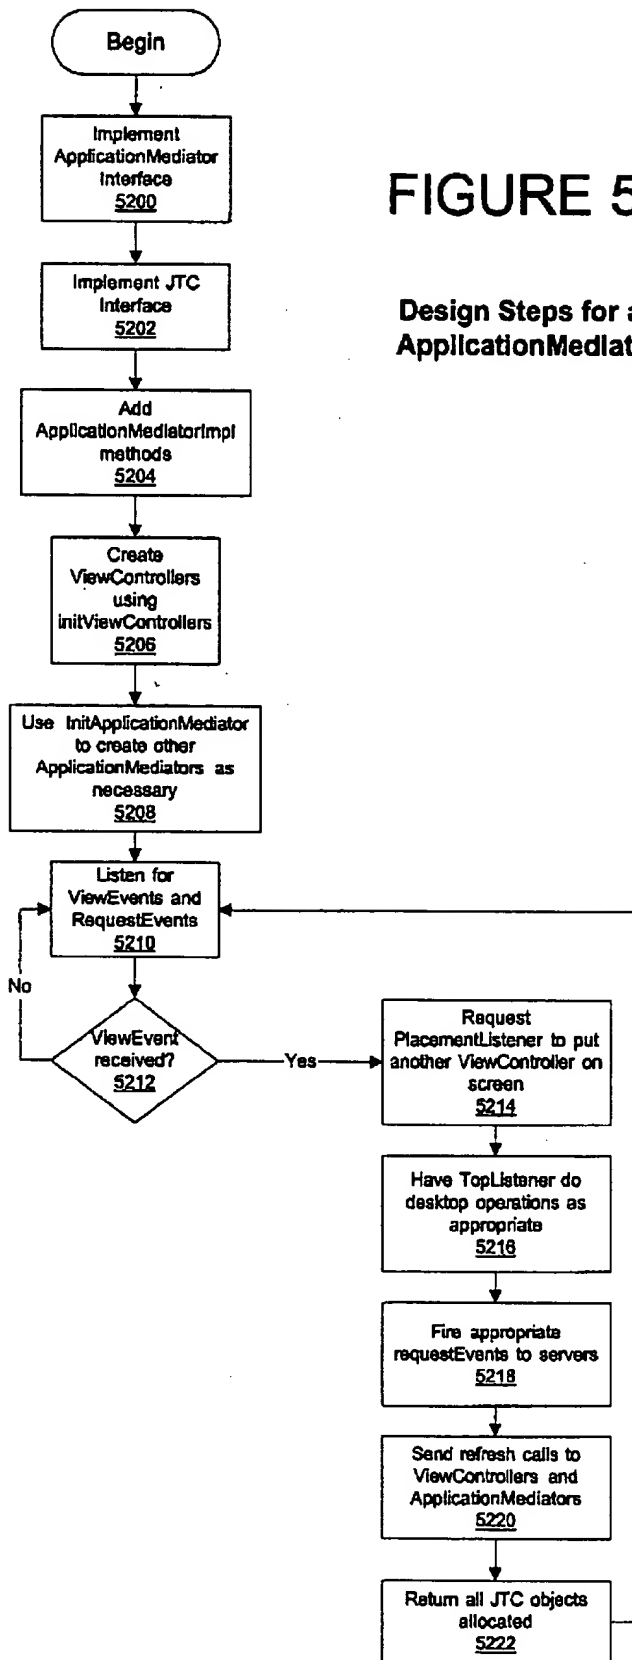 Begin
Implement
ApplicationMediator
Interface
5200
FIGURE 5
Implement JTC
Interface
5202
Design Steps for a
ApplicationMediat
Add
ApplicationMediatorImpl
methods
5204
Create
ViewControllers
using
initViewControllers
5206
Use InitApplicationMediator
to create other
ApplicationMediators as
necessary
5208
Listen for
ViewEvents and
RequestEvents
5210
No
ViewEvent
received?
5212
Yes
Request
PlacementListener to put
another ViewController on
screen
5214
Have TopListener do
desktop operations as
appropriate
5216
Fire appropriate
requestEvents to servers
5218
Send refresh calls to
ViewControllers and
ApplicationMediators
5220
Return all JTC objects
allocated
5222